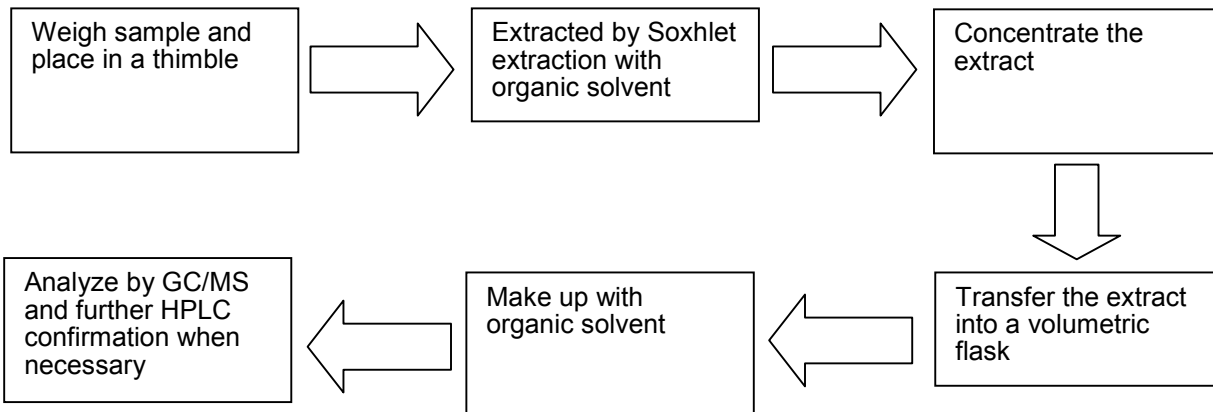 Weigh sample and
place in a thimble
Extracted by Soxhlet
extraction with
organic solvent
Concentrate the
extract
Transfer the extract
into a volumetric
flask
Make up with
organic solvent
Analyze by GC/MS
and further HPLC
confirmation when
necessary